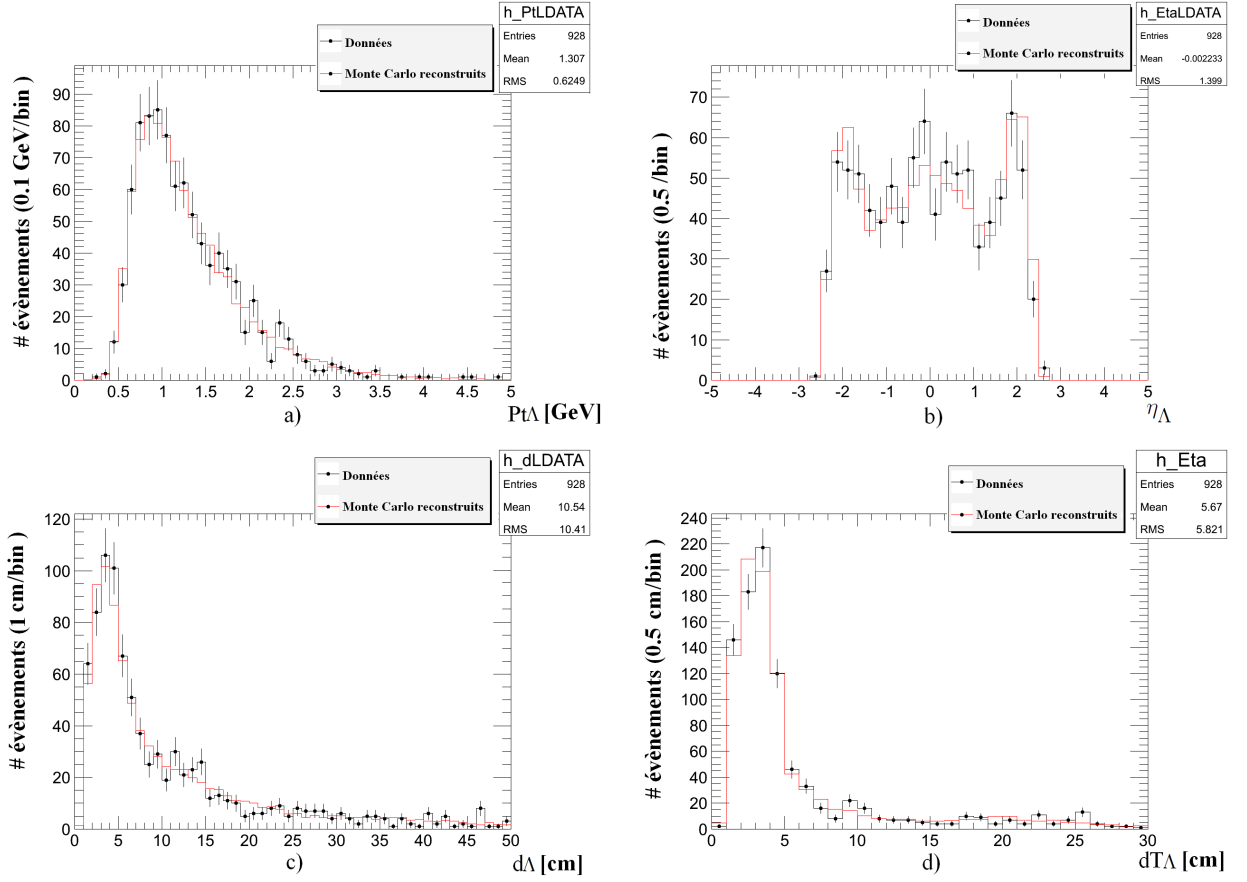 h_PtLDATA
Entries 928
Mean 1.307
RMS 0.6249
Données
Monte Carlo reconstruits
# évènements (0.1 GeV/bin)
90
80
70
60
50
40
30
20
10
0
0 0.5 1 1.5 2 2.5 3 3.5 4 4.5 5
a)
PtΛ [GeV]
h_EtaLDATA
Entries 928
Mean -0.002233
RMS 1.399
Données
Monte Carlo reconstruits
# évènements (0.5 /bin )
70
60
50
40
30
20
10
0
-5 -4 -3 -2 -1 0 1 2 3 4 5
b)
ηΛ
h_dLDATA
Entries 928
Mean 10.54
RMS 10.41
Données
Monte Carlo reconstruits
# évènements (1 cm/bin )
120
100
80
60
40
20
0
0 5 10 15 20 25 30 35 40 45 50
c)
dΛ [cm]
h_Eta
Entries 928
Mean 5.67
RMS 5.821
Données
Monte Carlo reconstruits
# évènements (0.5 cm/bin )
240
220
200
180
160
140
120
100
80
60
40
20
0
0 5 10 15 20 25 30
d)
dTΛ [cm]